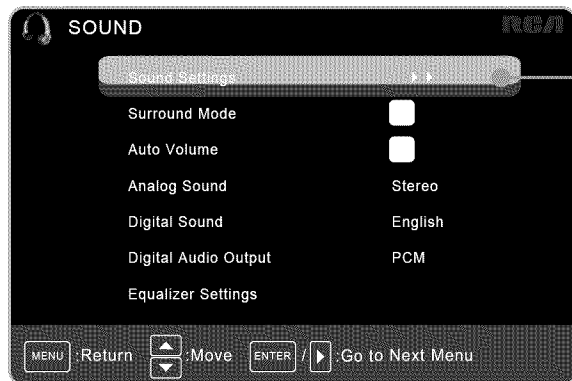 SOUND RCA
Sound Settings
Surround Mode
Auto Volume
Analog Sound Stereo
Digital Sound English
Digital Audio Output PCM
Equalizer Settings
MENU :Return :Move ENTER / :Go to Next Menu